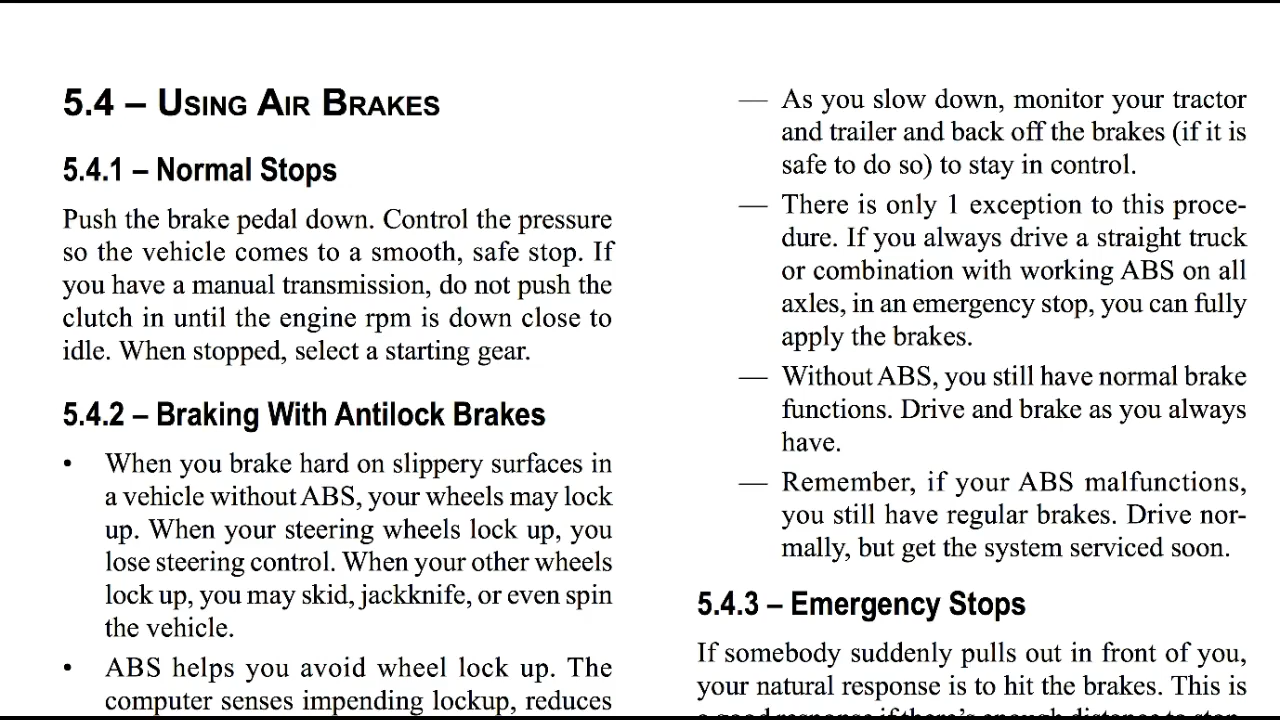 5.4 – Using Air Brakes
5.4.1 – Normal Stops
Push the brake pedal down. Control the pressure
so the vehicle comes to a smooth, safe stop. If
you have a manual transmission, do not push the
clutch in until the engine rpm is down close to
idle. When stopped, select a starting gear.
5.4.2 – Braking With Antilock Brakes
• When you brake hard on slippery surfaces in
a vehicle without ABS, your wheels may lock
up. When your steering wheels lock up, you
lose steering control. When your other wheels
lock up, you may skid, jackknife, or even spin
the vehicle.
• ABS helps you avoid wheel lock up. The
computer senses impending lockup, reduces
— As you slow down, monitor your tractor
and trailer and back off the brakes (if it is
safe to do so) to stay in control.
— There is only 1 exception to this proce-
dure. If you always drive a straight truck
or combination with working ABS on all
axles, in an emergency stop, you can fully
apply the brakes.
— Without ABS, you still have normal brake
functions. Drive and brake as you always
have.
— Remember, if your ABS malfunctions,
you still have regular brakes. Drive nor-
mally, but get the system serviced soon.
5.4.3 – Emergency Stops
If somebody suddenly pulls out in front of you,
your natural response is to hit the brakes. This is